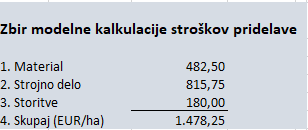 Zbir modelne kalkulacije stroškov pridelave
1. Material 482,50
2. Strojno delo 815,75
3. Storitve 180,00
4. Skupaj (EUR/ha) 1.478,25